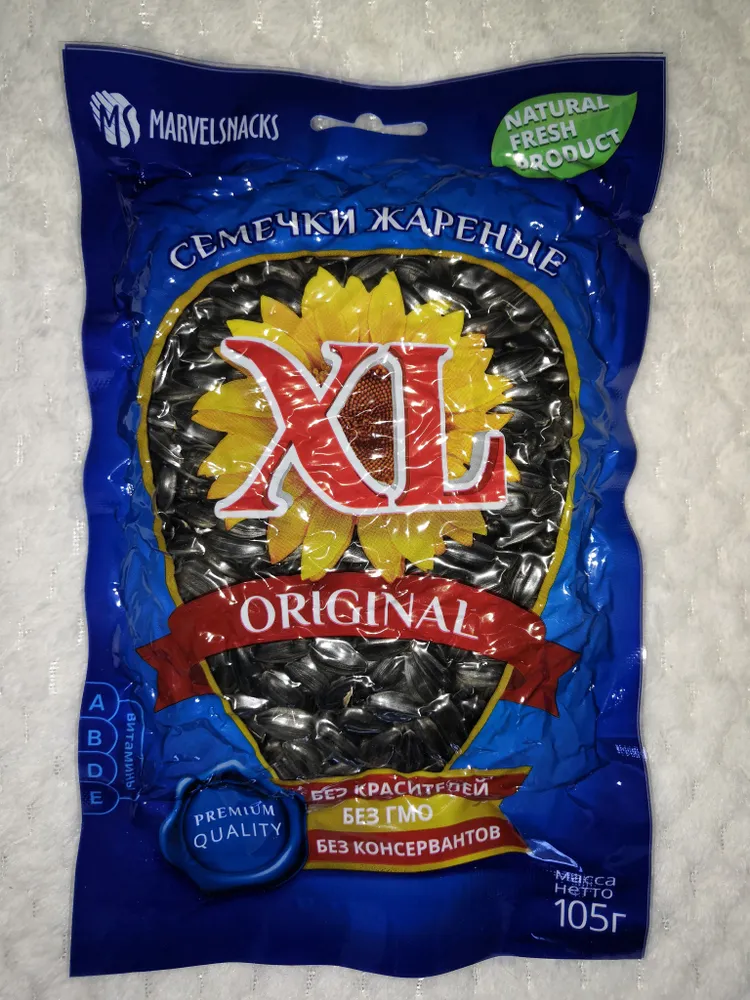 MS MARVELSNACKS
NATURAL
FRESH
PRODUCT
СЕМЕЧКИ ЖАРЕНЫЕ
XL
ORIGINAL
A
B
D
E
витамины
PREMIUM
QUALITY
БЕЗ КРАСИТЕЛЕЙ
БЕЗ ГМО
БЕЗ КОНСЕРВАНТОВ
Масса
нетто
105г